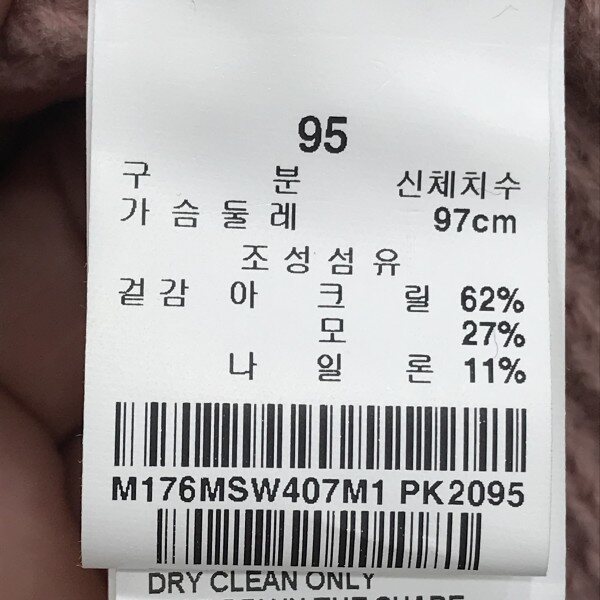 95
구 분 신체치수
가슴둘레 97cm
조성섬유
겉감 아크릴 62%
모 27%
나일론 11%
M176MSW407M1 PK2095
DRY CLEAN ONLY